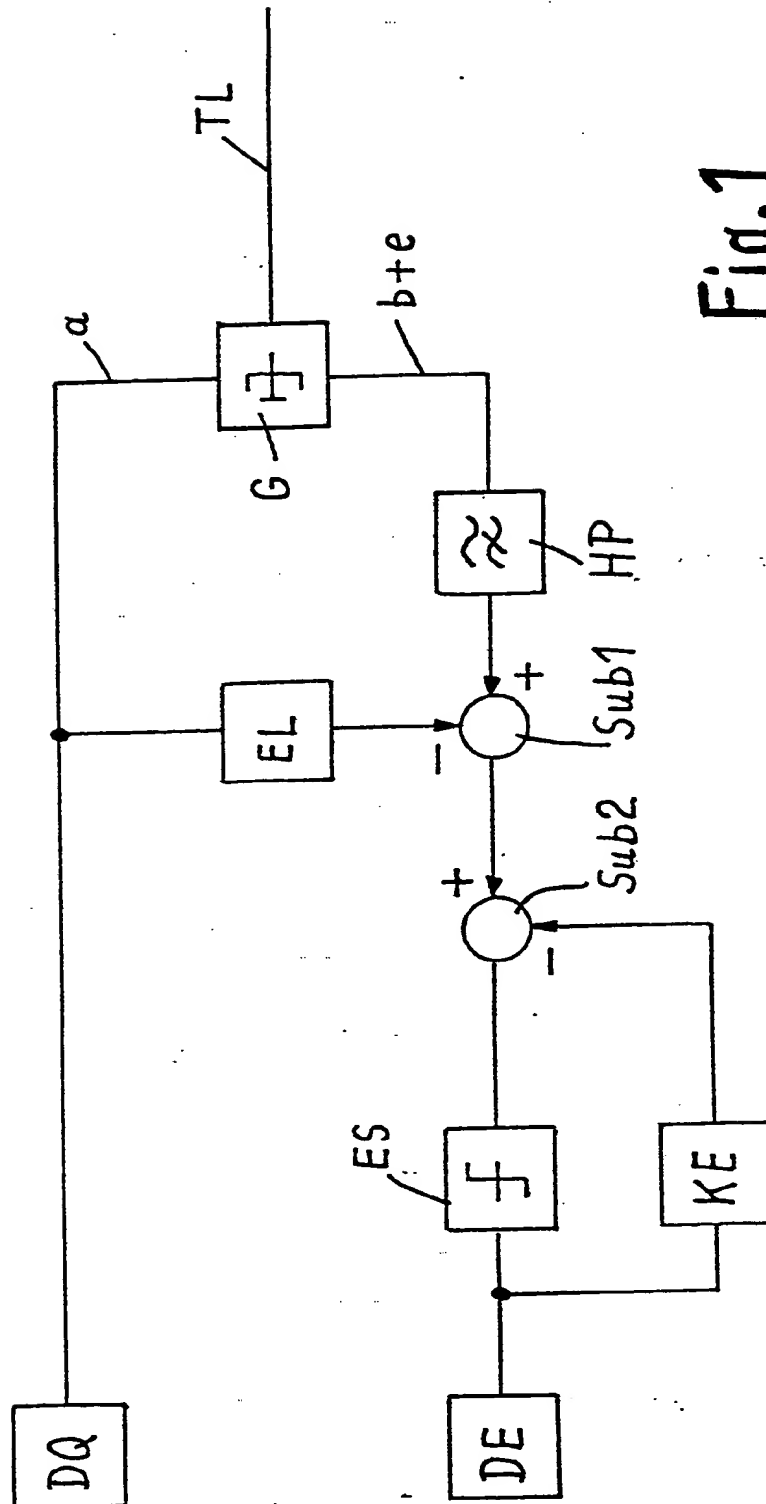 DQ
a
TL
G
b+e
EL
HP
+
-
Sub1
+
-
Sub2
ES
KE
DE
Fig.1